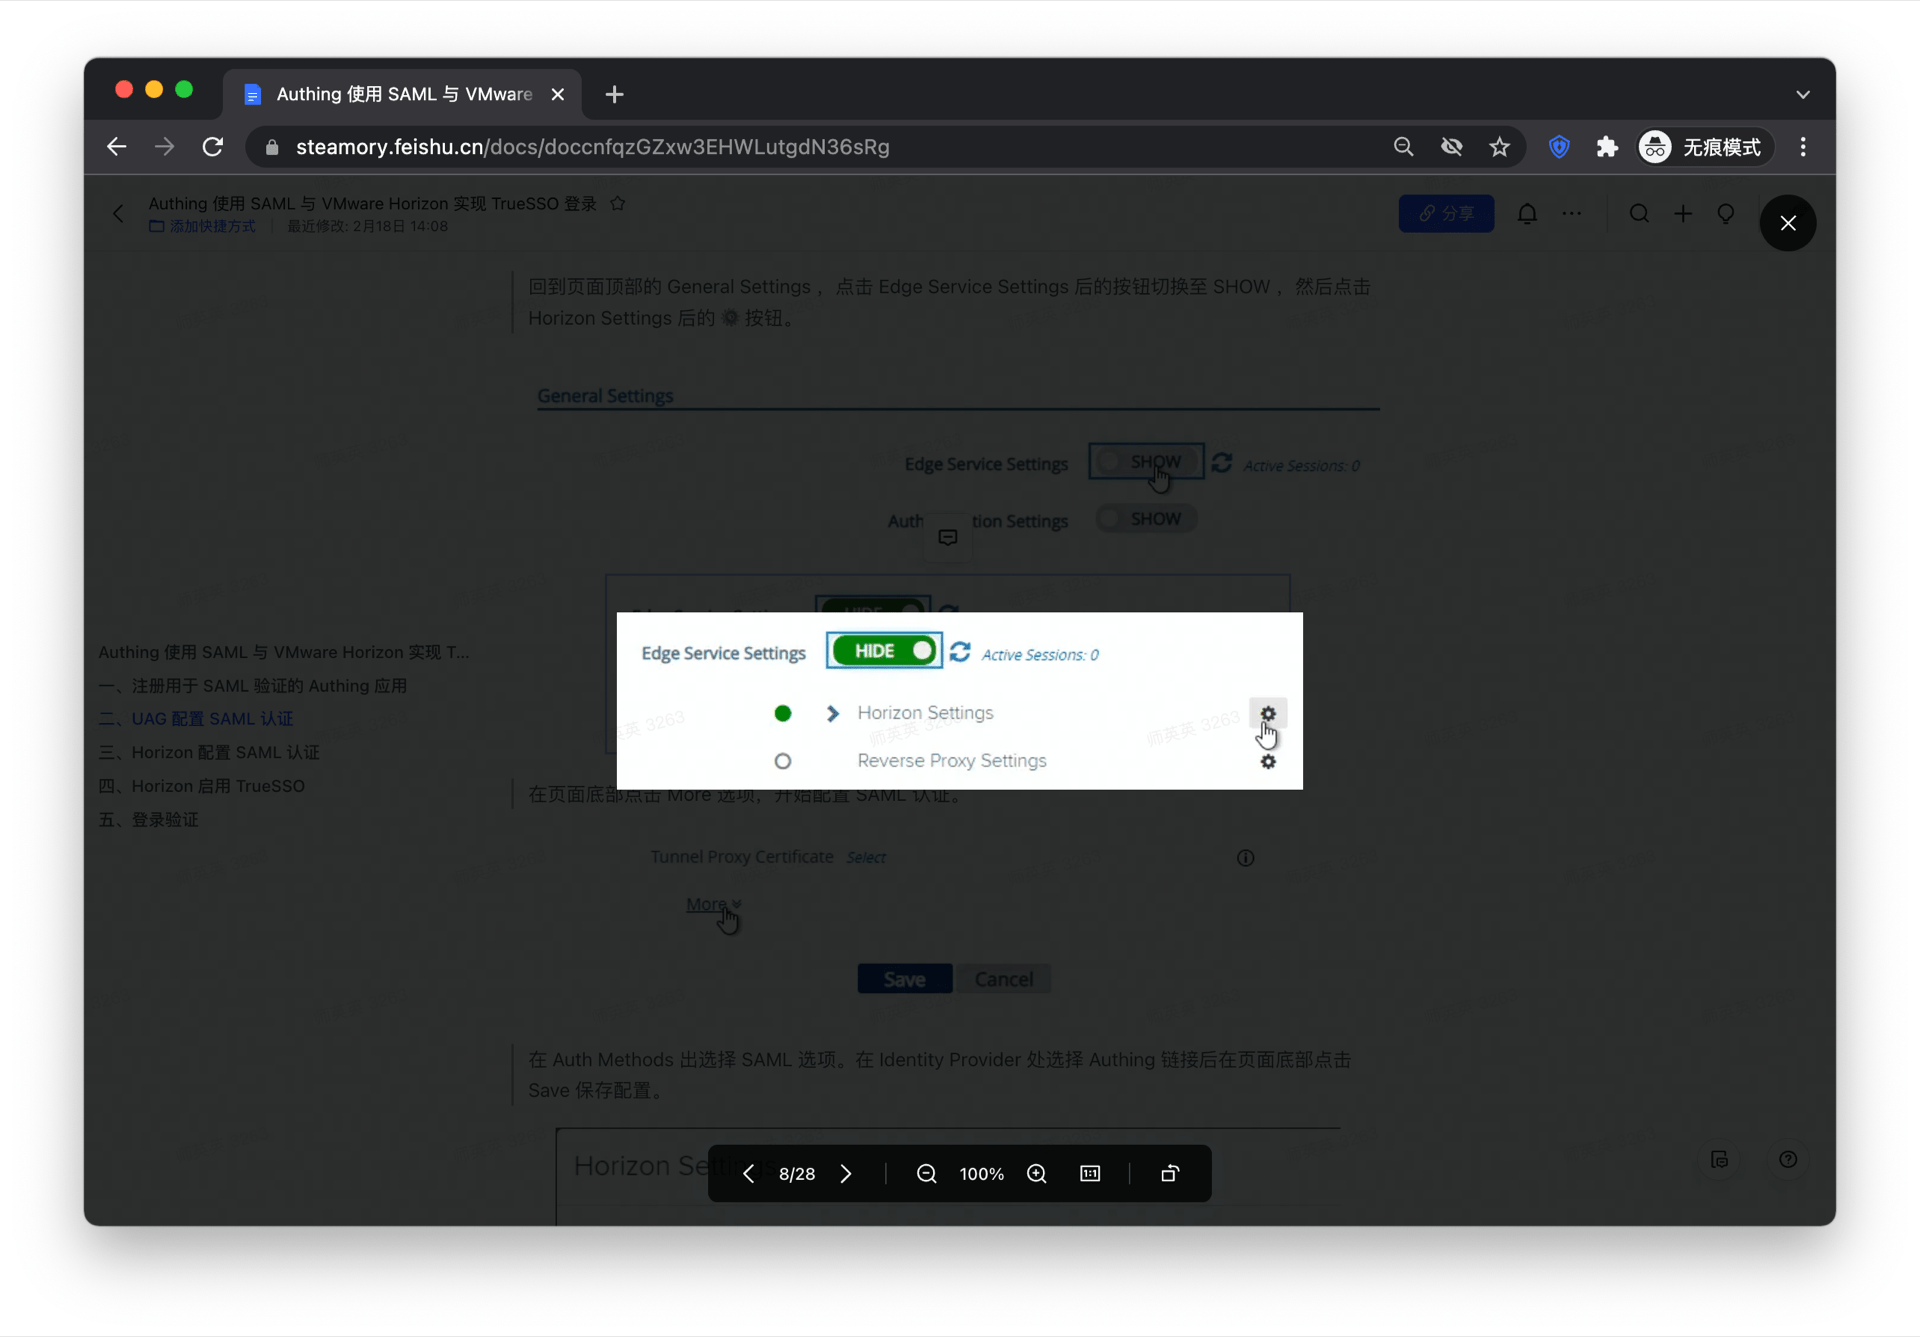 Authing 使用 SAML 与 VMware
steamory.feishu.cn/docs/doccnfqzGZxw3EHWLutgdN36sRg
无痕模式
Authing 使用 SAML 与 VMware Horizon 实现 TrueSSO 登录
添加快捷方式 最近修改: 2月18日 14:08
分享
回到页面顶部的 General Settings ，点击 Edge Service Settings 后的按钮切换至 SHOW ，然后点击
Horizon Settings 后的 按钮。
General Settings
Edge Service Settings SHOW Active Sessions: 0
Auth tion Settings SHOW
Authing 使用 SAML 与 VMware Horizon 实现 T...
一、注册用于 SAML 验证的 Authing 应用
二、UAG 配置 SAML 认证
三、Horizon 配置 SAML 认证
四、Horizon 启用 TrueSSO
五、登录验证
Edge Service Settings HIDE Active Sessions: 0
Horizon Settings
师英英 3263
Reverse Proxy Settings
在页面底部点击 More 选项，开始配置 SAML 认证。
Tunnel Proxy Certificate Select
More
Save Cancel
在 Auth Methods 出选择 SAML 选项。在 Identity Provider 处选择 Authing 链接后在页面底部点击
Save 保存配置。
Horizon Settings
8/28 100% 1:1